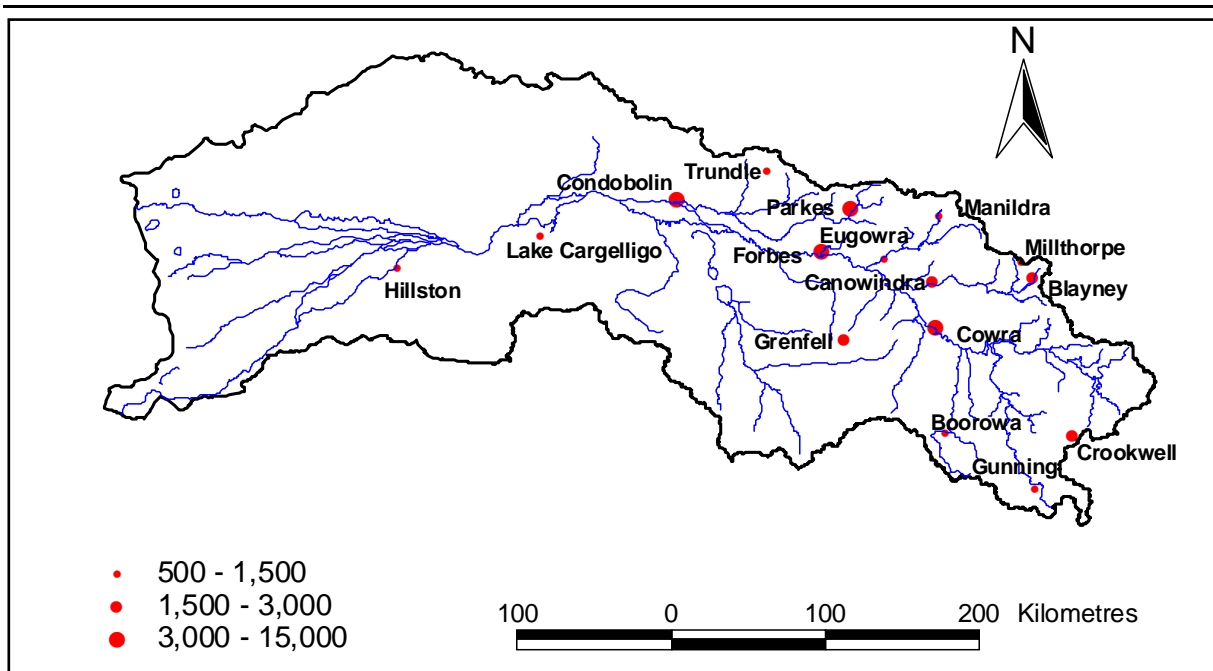 N
Trundle
Condobolin
Parkes
Manildra
Eugowra
Millthorpe
Lake Cargelligo
Forbes
Hillston
Canowindra
Blayney
Grenfell
Cowra
Boorowa
Crookwell
Gunning
500 - 1,500
1,500 - 3,000
3,000 - 15,000
100 0 100 200 Kilometres